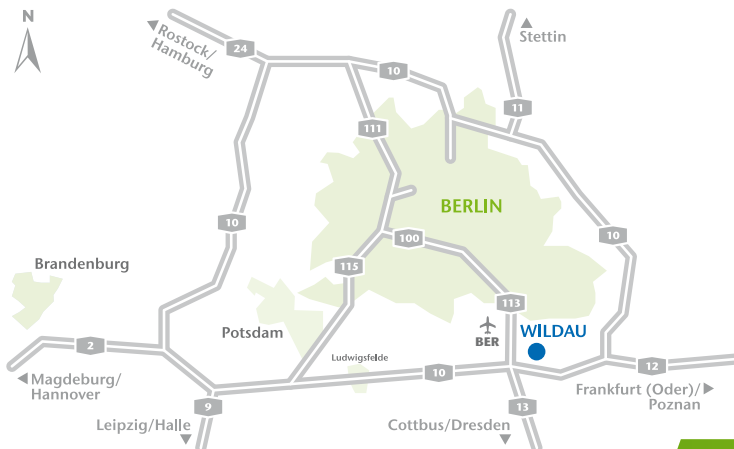 N
Rostock/
Hamburg
24
Stettin
10
11
111
BERLIN
10
100
10
115
Brandenburg
113
Potsdam
BER
WILDAU
2
Ludwigsfelde
12
10
Magdeburg/
Hannover
Frankfurt (Oder)/
Poznan
9
13
Leipzig/Halle
Cottbus/Dresden